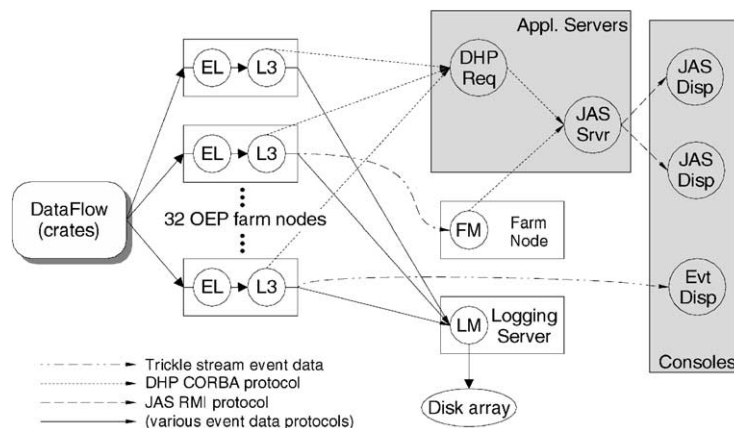 Appl. Servers
EL
L3
DHP
Req
JAS
Disp
EL
L3
JAS
Srvr
JAS
Disp
DataFlow
(crates)
32 OEP farm nodes
FM
Farm
Node
EL
L3
Evt
Disp
LM
Logging
Server
Consoles
Trickle stream event data
DHP CORBA protocol
JAS RMI protocol
(various event data protocols)
Disk array